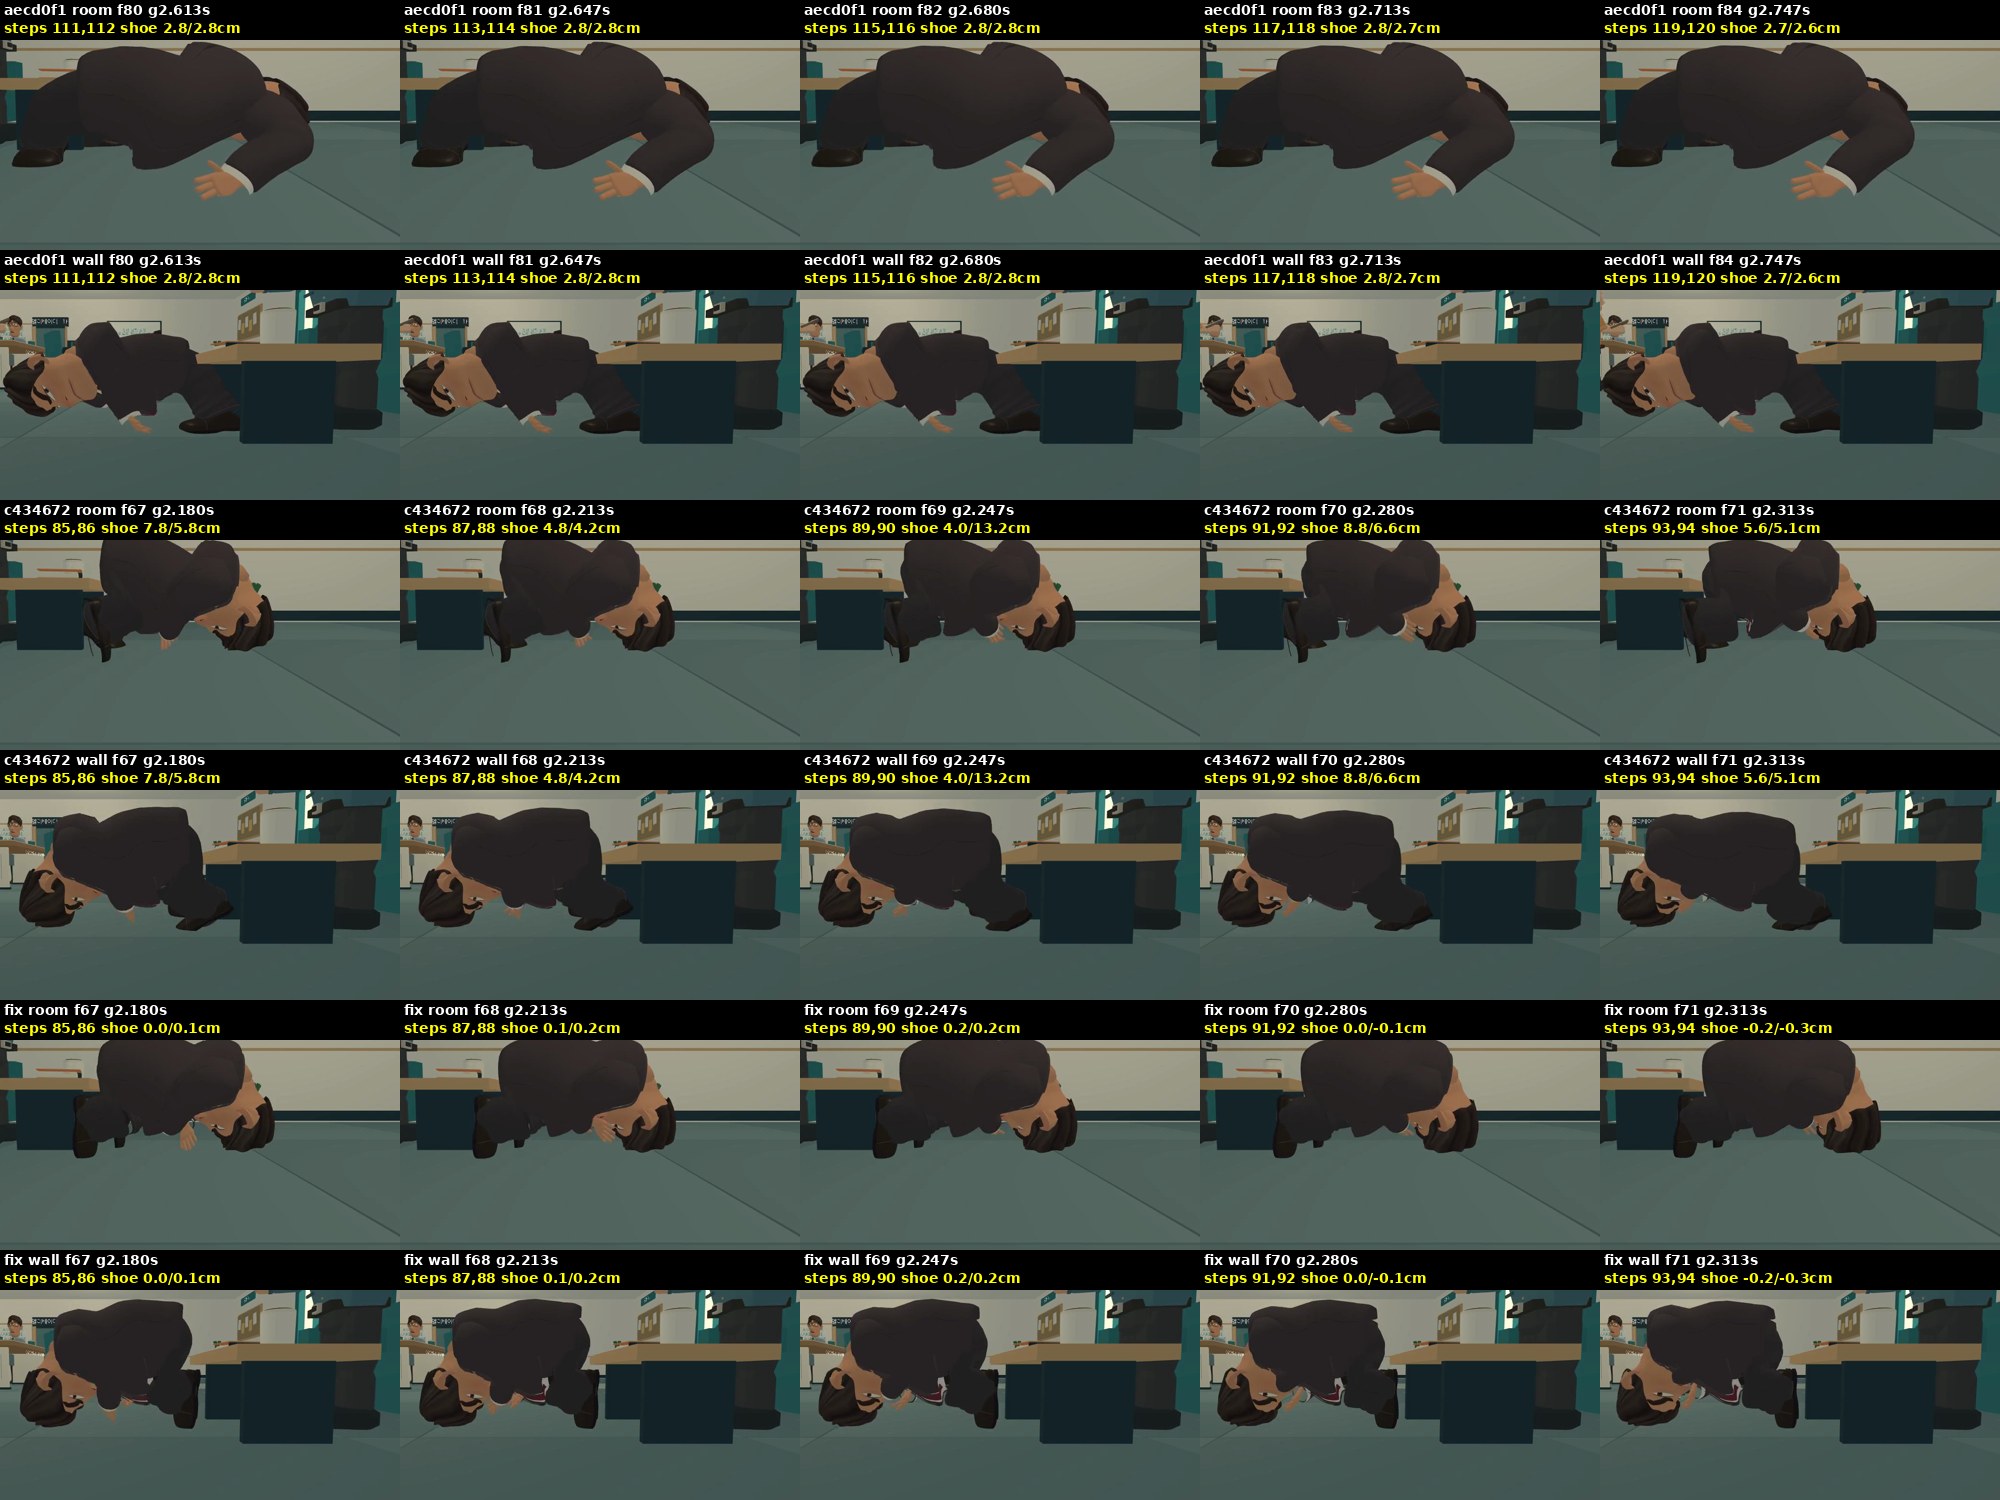 aecd0f1 room f80 g2.613s
steps 111,112 shoe 2.8/2.8cm
aecd0f1 room f81 g2.647s
steps 113,114 shoe 2.8/2.8cm
aecd0f1 room f82 g2.680s
steps 115,116 shoe 2.8/2.8cm
aecd0f1 room f83 g2.713s
steps 117,118 shoe 2.8/2.7cm
aecd0f1 room f84 g2.747s
steps 119,120 shoe 2.7/2.6cm
aecd0f1 wall f80 g2.613s
steps 111,112 shoe 2.8/2.8cm
aecd0f1 wall f81 g2.647s
steps 113,114 shoe 2.8/2.8cm
aecd0f1 wall f82 g2.680s
steps 115,116 shoe 2.8/2.8cm
aecd0f1 wall f83 g2.713s
steps 117,118 shoe 2.8/2.7cm
aecd0f1 wall f84 g2.747s
steps 119,120 shoe 2.7/2.6cm
c434672 room f67 g2.180s
steps 85,86 shoe 7.8/5.8cm
c434672 room f68 g2.213s
steps 87,88 shoe 4.8/4.2cm
c434672 room f69 g2.247s
steps 89,90 shoe 4.0/13.2cm
c434672 room f70 g2.280s
steps 91,92 shoe 8.8/6.6cm
c434672 room f71 g2.313s
steps 93,94 shoe 5.6/5.1cm
c434672 wall f67 g2.180s
steps 85,86 shoe 7.8/5.8cm
c434672 wall f68 g2.213s
steps 87,88 shoe 4.8/4.2cm
c434672 wall f69 g2.247s
steps 89,90 shoe 4.0/13.2cm
c434672 wall f70 g2.280s
steps 91,92 shoe 8.8/6.6cm
c434672 wall f71 g2.313s
steps 93,94 shoe 5.6/5.1cm
fix room f67 g2.180s
steps 85,86 shoe 0.0/0.1cm
fix room f68 g2.213s
steps 87,88 shoe 0.1/0.2cm
fix room f69 g2.247s
steps 89,90 shoe 0.2/0.2cm
fix room f70 g2.280s
steps 91,92 shoe 0.0/-0.1cm
fix room f71 g2.313s
steps 93,94 shoe -0.2/-0.3cm
fix wall f67 g2.180s
steps 85,86 shoe 0.0/0.1cm
fix wall f68 g2.213s
steps 87,88 shoe 0.1/0.2cm
fix wall f69 g2.247s
steps 89,90 shoe 0.2/0.2cm
fix wall f70 g2.280s
steps 91,92 shoe 0.0/-0.1cm
fix wall f71 g2.313s
steps 93,94 shoe -0.2/-0.3cm